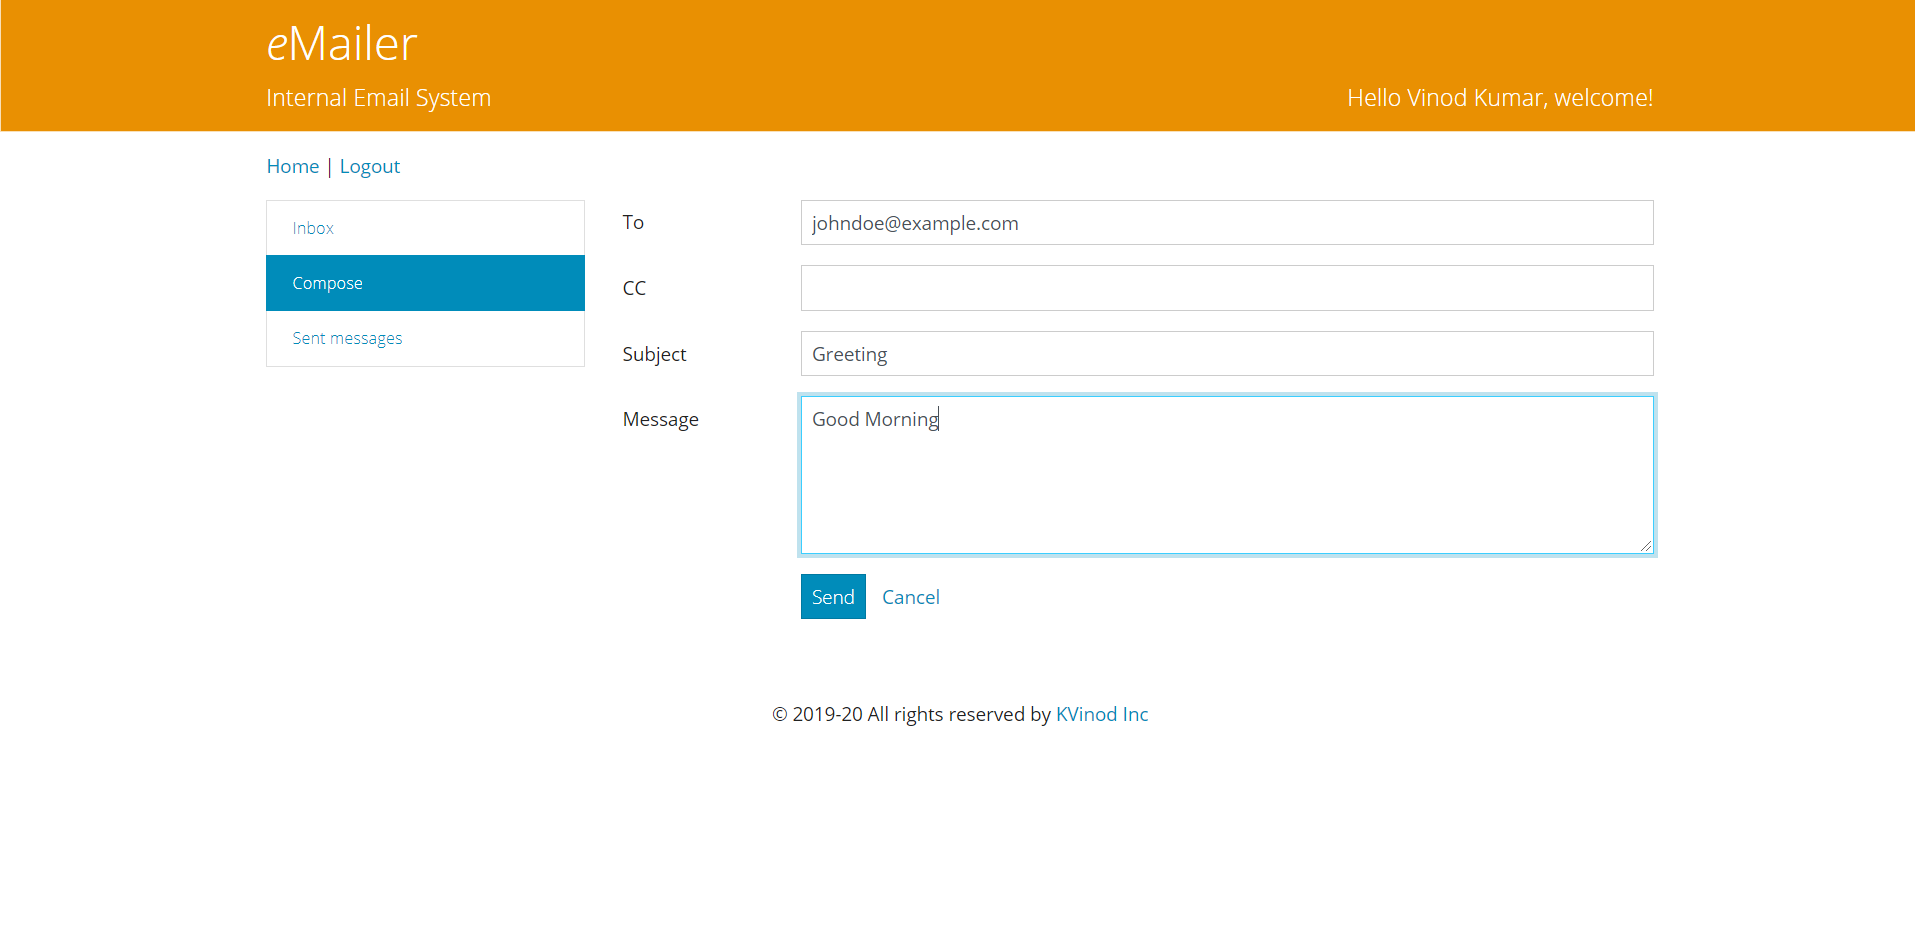 eMailer
Internal Email System
Hello Vinod Kumar, welcome!
Home | Logout
Inbox
Compose
Sent messages
To
johndoe@example.com
CC
Subject
Greeting
Message
Good Morning
Send
Cancel
© 2019-20 All rights reserved by KVinod Inc